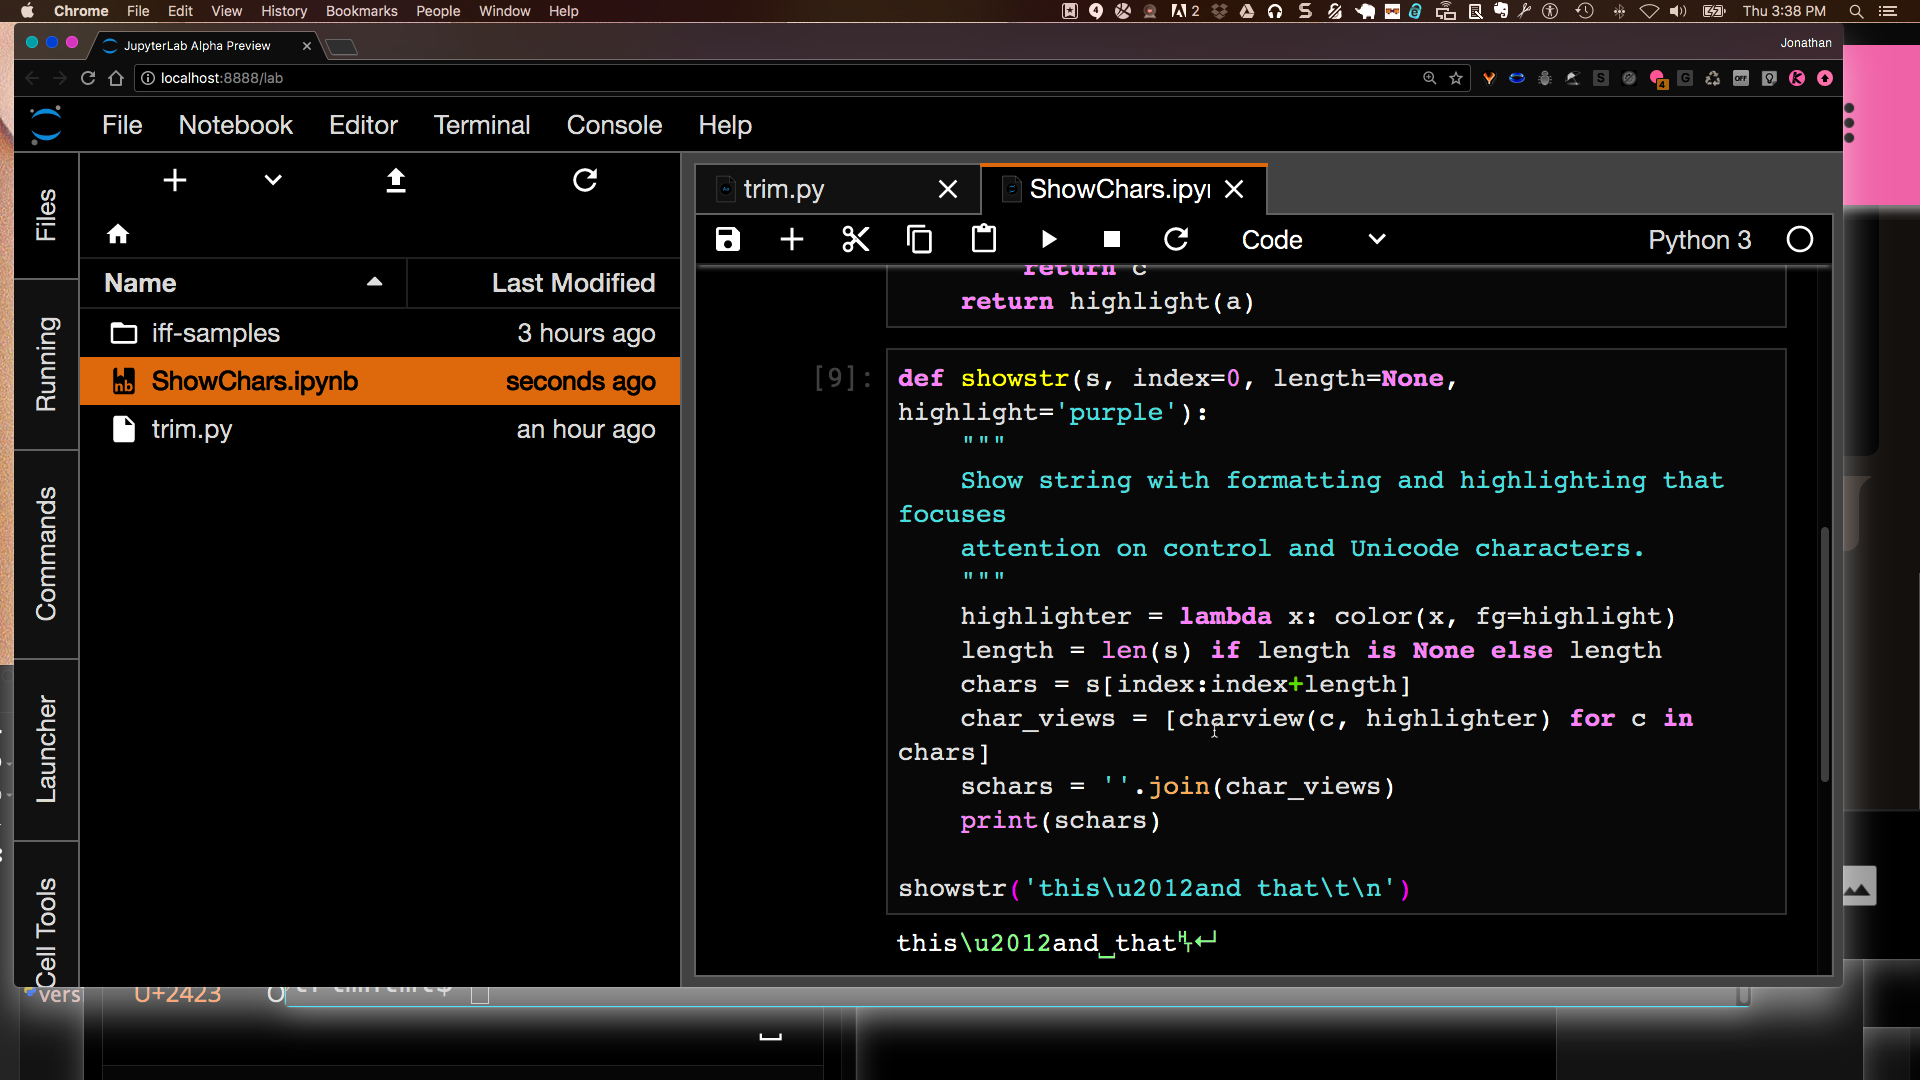 Chrome File Edit View History Bookmarks People Window Help
4
2
Thu 3:38 PM
JupyterLab Alpha Preview
Jonathan
localhost:8888/lab
S
4
G
OFF
K
File Notebook Editor Terminal Console Help
Files
Running
Commands
Launcher
Cell Tools
Name Last Modified
iff-samples 3 hours ago
nb ShowChars.ipynb seconds ago
trim.py an hour ago
trim.py
ShowChars.ipyn
Code
Python 3
return c
return highlight(a)
[9]:
def showstr(s, index=0, length=None,
highlight='purple'):
"""
Show string with formatting and highlighting that
focuses
attention on control and Unicode characters.
"""
highlighter = lambda x: color(x, fg=highlight)
length = len(s) if length is None else length
chars = s[index:index+length]
char_views = [charview(c, highlighter) for c in
chars]
schars = ''.join(char_views)
print(schars)
showstr('this\u2012and that\t\n')
this\u2012and␣that␉↵
vers
U+2423
␣